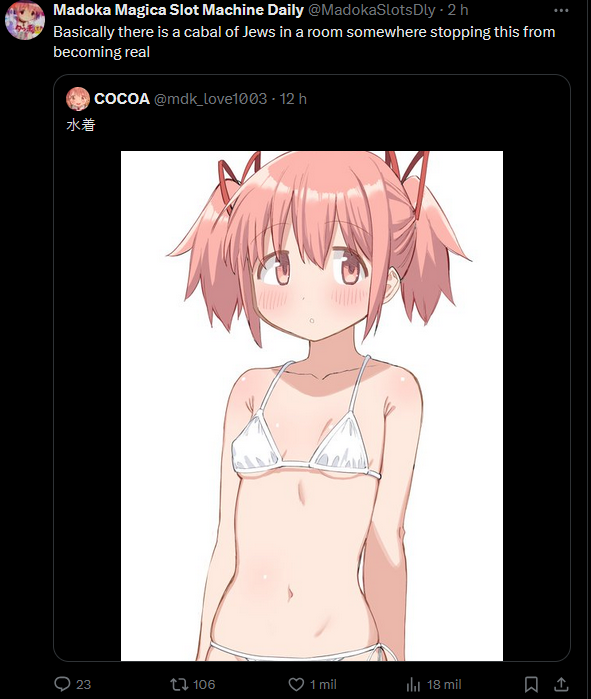 Madoka Magica Slot Machine Daily @MadokaSlotsDly · 2 h
Basically there is a cabal of Jews in a room somewhere stopping this from
becoming real
COCOA @mdk_love1003 · 12 h
水着
23 106 1 mil 18 mil